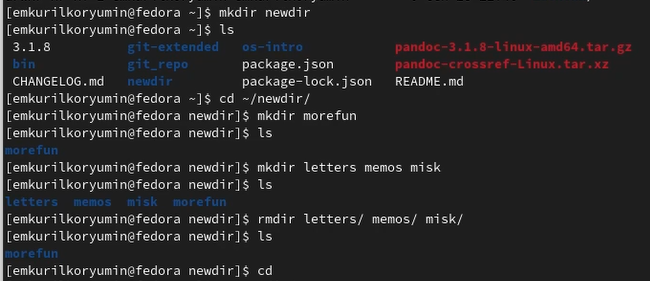 [emkurilkoryumin@fedora ~]$ mkdir newdir
[emkurilkoryumin@fedora ~]$ ls
3.1.8 git-extended os-intro pandoc-3.1.8-linux-amd64.tar.gz
bin git_repo package.json pandoc-crossref-Linux.tar.xz
CHANGELOG.md newdir package-lock.json README.md
[emkurilkoryumin@fedora ~]$ cd ~/newdir/
[emkurilkoryumin@fedora newdir]$ mkdir morefun
[emkurilkoryumin@fedora newdir]$ ls
morefun
[emkurilkoryumin@fedora newdir]$ mkdir letters memos misk
[emkurilkoryumin@fedora newdir]$ ls
letters memos misk morefun
[emkurilkoryumin@fedora newdir]$ rmdir letters/ memos/ misk/
[emkurilkoryumin@fedora newdir]$ ls
morefun
[emkurilkoryumin@fedora newdir]$ cd